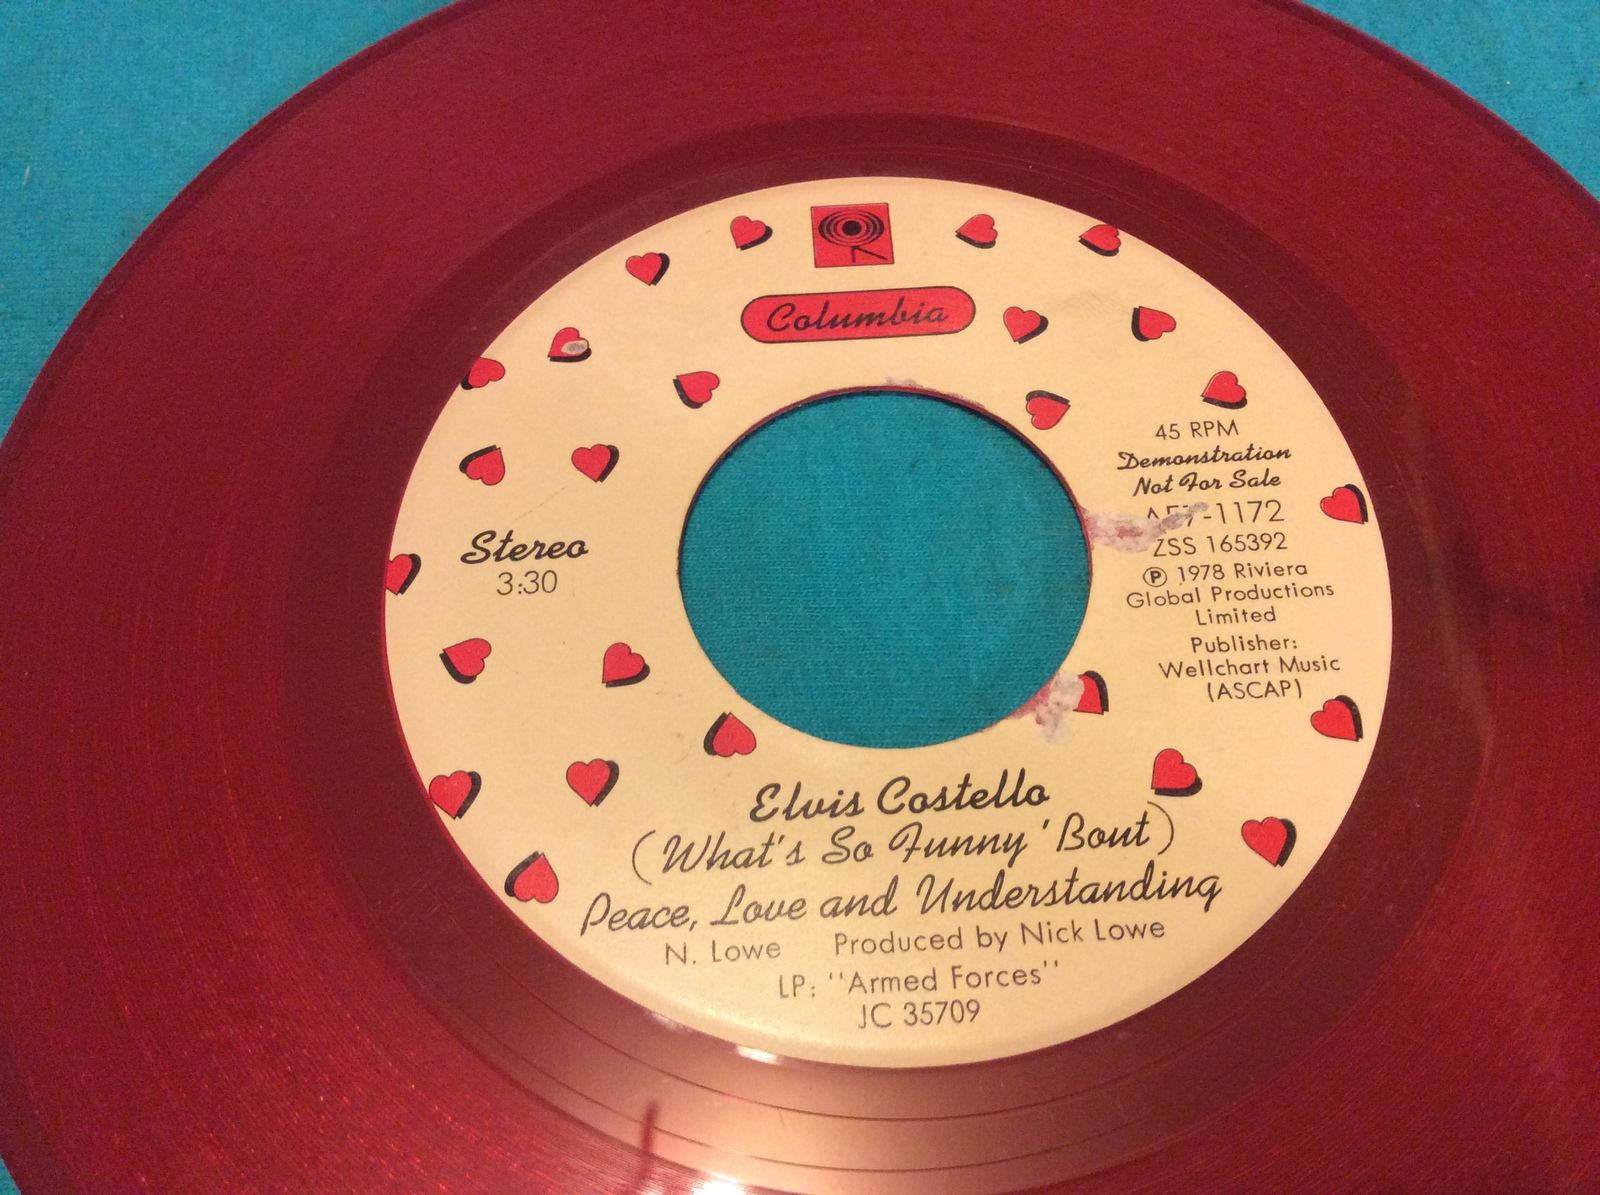 Columbia
45 RPM
Demonstration
Not For Sale
-1172
ZSS 165392
Ⓟ 1978 Riviera
Global Productions
Limited
Publisher:
Wellchart Music
(ASCAP)
Stereo
3:30
Elvis Costello
(What's So Funny 'Bout)
Peace, Love and Understanding
N. Lowe Produced by Nick Lowe
LP: "Armed Forces"
JC 35709